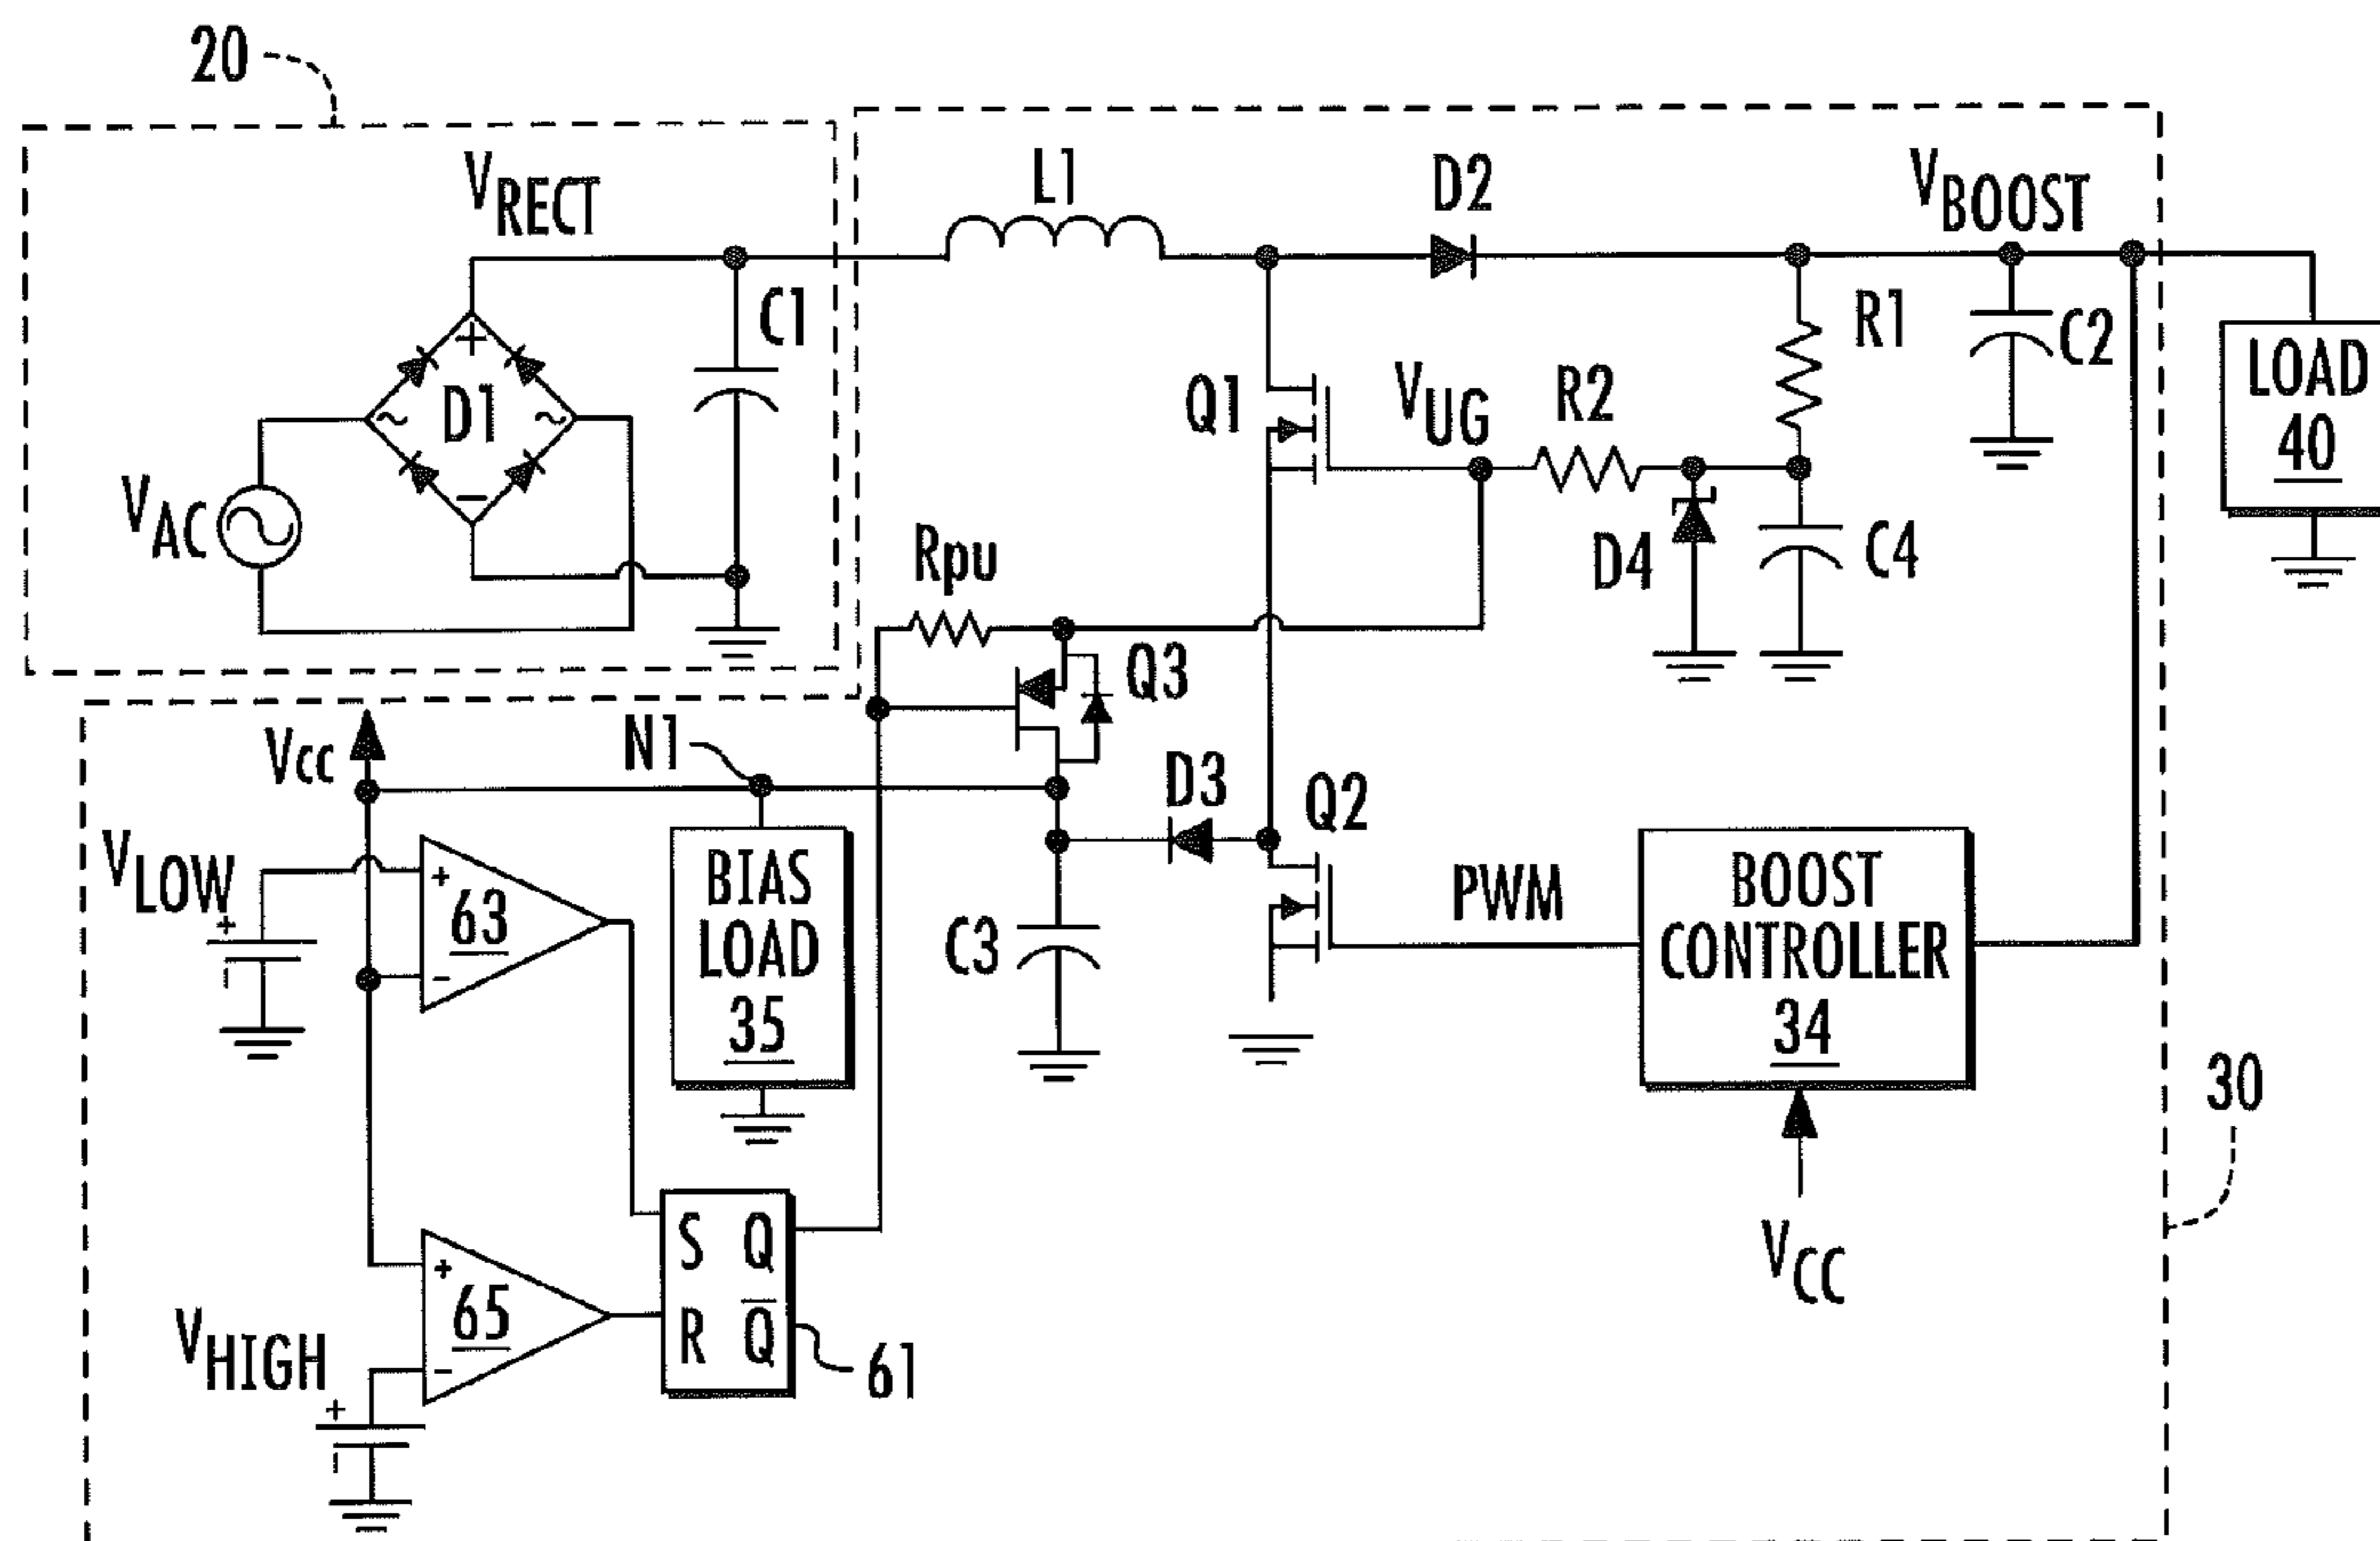 20
VRECT
L1
D2
VBOOST
C1
+
D1
~
~
−
VAC
Q1
VUG
R2
R1
C2
LOAD
40
Rpu
D4
C4
Q3
Vcc
N1
D3
Q2
VLOW
+
−
+
63
−
BIAS
LOAD
35
C3
PWM
BOOST
CONTROLLER
34
VCC
30
+
65
−
VHIGH
+
−
S Q
R Q̅
61